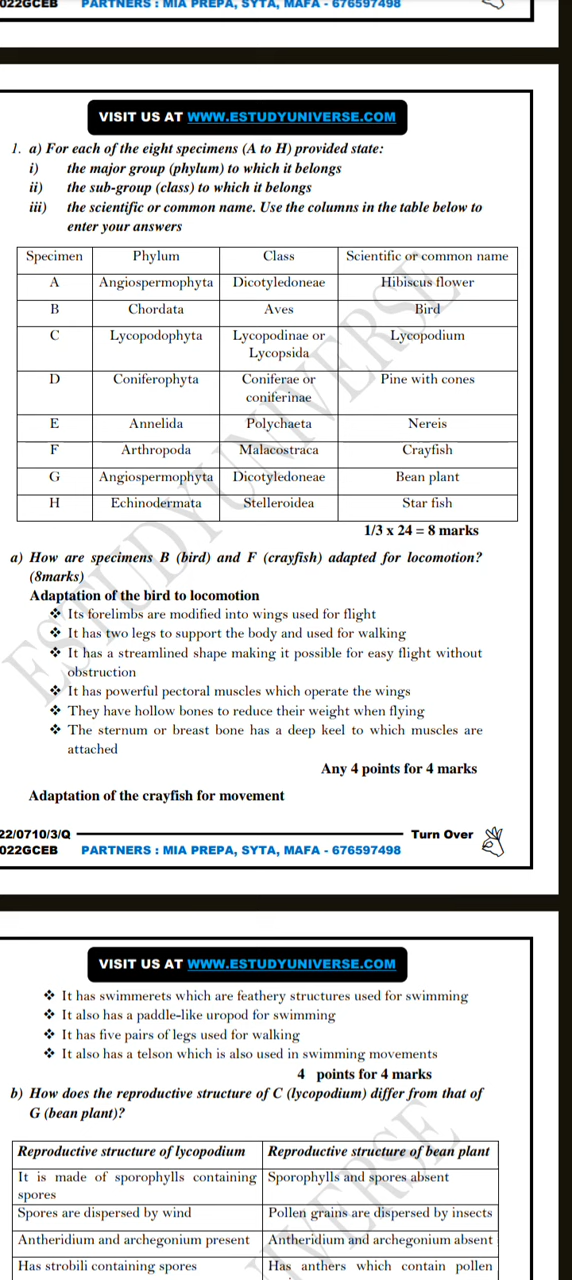 022GCEB PARTNERS : MIA PREPA, SYTA, MAFA - 676597498
VISIT US AT WWW.ESTUDYUNIVERSE.COM
1. a) For each of the eight specimens (A to H) provided state:
i) the major group (phylum) to which it belongs
ii) the sub-group (class) to which it belongs
iii) the scientific or common name. Use the columns in the table below to
enter your answers
Specimen Phylum Class Scientific or common name
A Angiospermophyta Dicotyledoneae Hibiscus flower
B Chordata Aves Bird
C Lycopodophyta Lycopodinae or Lycopodium
Lycopsida
D Coniferophyta Coniferae or Pine with cones
coniferinae
E Annelida Polychaeta Nereis
F Arthropoda Malacostraca Crayfish
G Angiospermophyta Dicotyledoneae Bean plant
H Echinodermata Stelleroidea Star fish
1/3 x 24 = 8 marks
a) How are specimens B (bird) and F (crayfish) adapted for locomotion?
(8marks)
Adaptation of the bird to locomotion
❖ Its forelimbs are modified into wings used for flight
❖ It has two legs to support the body and used for walking
❖ It has a streamlined shape making it possible for easy flight without
obstruction
❖ It has powerful pectoral muscles which operate the wings
❖ They have hollow bones to reduce their weight when flying
❖ The sternum or breast bone has a deep keel to which muscles are
attached
Any 4 points for 4 marks
Adaptation of the crayfish for movement
22/0710/3/Q Turn Over
022GCEB PARTNERS : MIA PREPA, SYTA, MAFA - 676597498
VISIT US AT WWW.ESTUDYUNIVERSE.COM
❖ It has swimmerets which are feathery structures used for swimming
❖ It also has a paddle-like uropod for swimming
❖ It has five pairs of legs used for walking
❖ It also has a telson which is also used in swimming movements
4 points for 4 marks
b) How does the reproductive structure of C (lycopodium) differ from that of
G (bean plant)?
Reproductive structure of lycopodium Reproductive structure of bean plant
It is made of sporophylls containing Sporophylls and spores absent
spores
Spores are dispersed by wind Pollen grains are dispersed by insects
Antheridium and archegonium present Antheridium and archegonium absent
Has strobili containing spores Has anthers which contain pollen
ESTUDYUNIVERSE